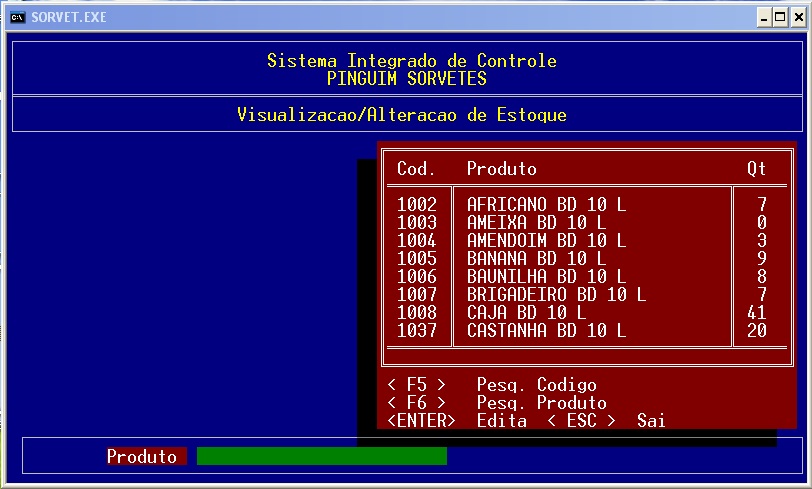 SORVET.EXE
Sistema Integrado de Controle
PINGUIM SORVETES
Visualizacao/Alteracao de Estoque
Cod. Produto Qt
1002 AFRICANO BD 10 L 7
1003 AMEIXA BD 10 L 0
1004 AMENDOIM BD 10 L 3
1005 BANANA BD 10 L 9
1006 BAUNILHA BD 10 L 8
1007 BRIGADEIRO BD 10 L 7
1008 CAJA BD 10 L 41
1037 CASTANHA BD 10 L 20
< F5 > Pesq. Codigo
< F6 > Pesq. Produto
<ENTER> Edita < ESC > Sai
Produto